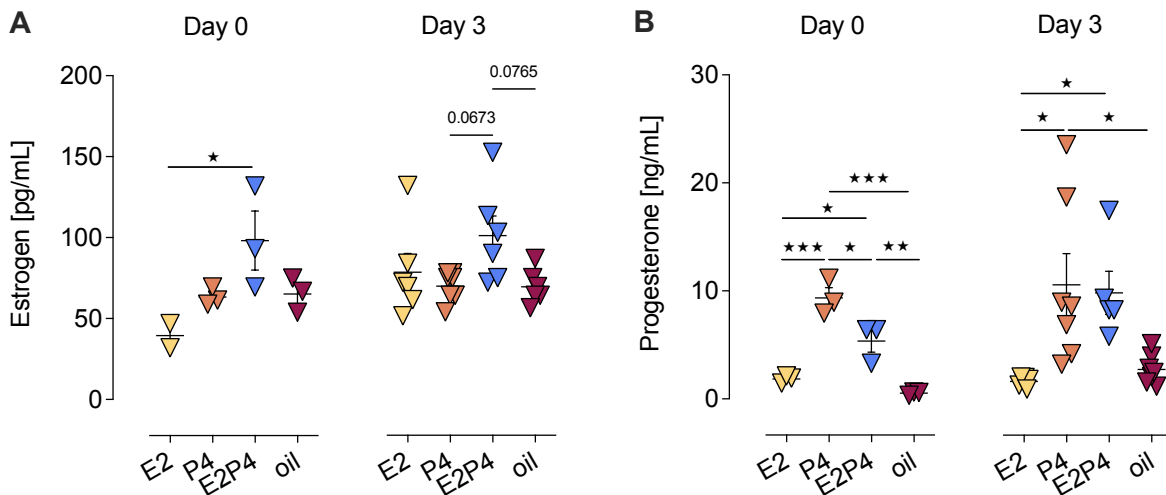 A
Day 0
Day 3
Estrogen [pg/mL]
200
150
100
50
0
★
0.0673
0.0765
E2
P4
E2P4
oil
E2
P4
E2P4
oil
B
Day 0
Day 3
Progesterone [ng/mL]
30
20
10
0
★★★
★
★★★
★
★★
★
★
★
E2
P4
E2P4
oil
E2
P4
E2P4
oil